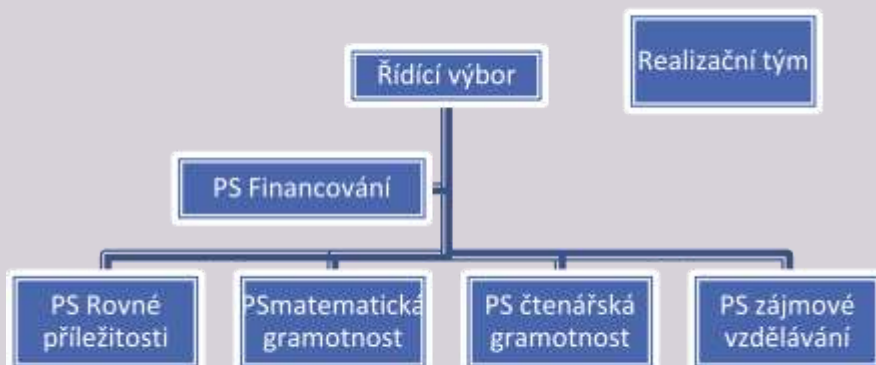 Řídící výbor
Realizační tým
PS Financování
PS Rovné
příležitosti
PSmatematická
gramotnost
PS čtenářská
gramotnost
PS zájmové
vzdělávání